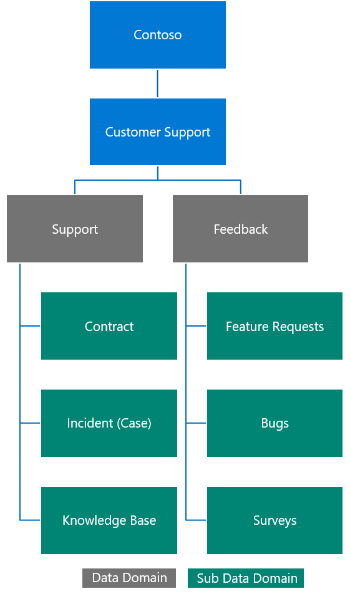 Contoso
Customer Support
Support
Feedback
Contract
Feature Requests
Incident (Case)
Bugs
Knowledge Base
Surveys
Data Domain
Sub Data Domain